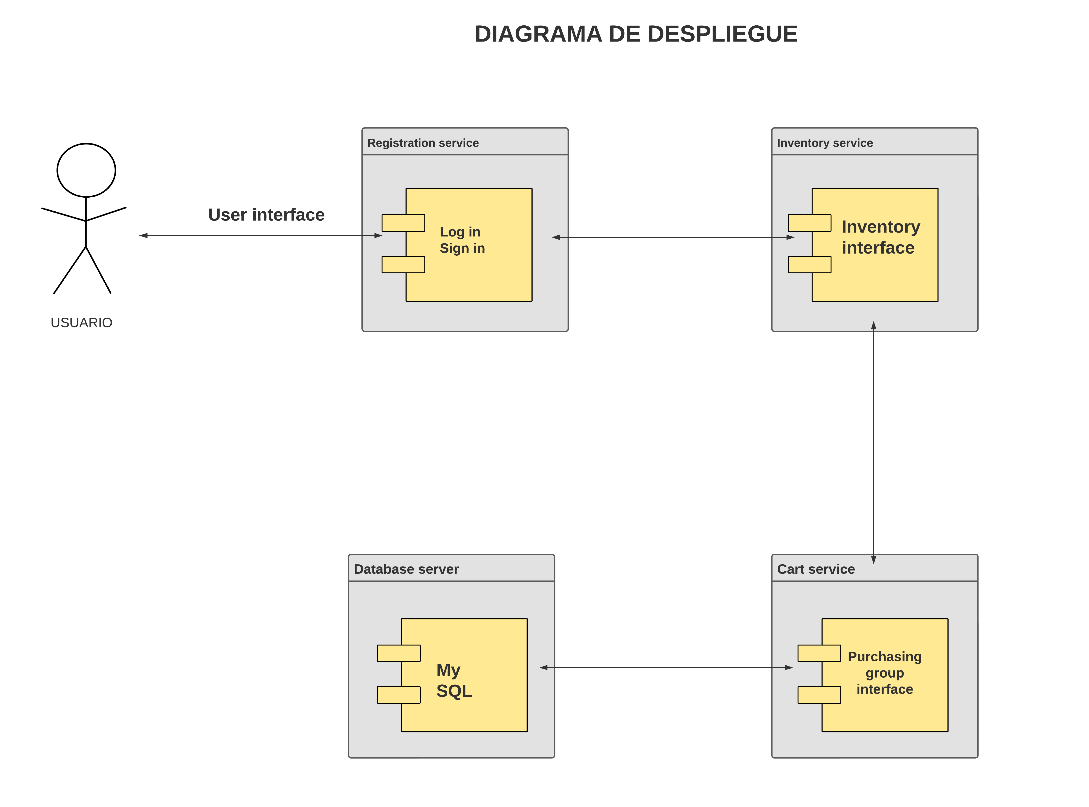 DIAGRAMA DE DESPLIEGUE
Registration service
Inventory service
User interface
Log in
Sign in
Inventory
interface
USUARIO
Database server
Cart service
My
SQL
Purchasing
group
interface